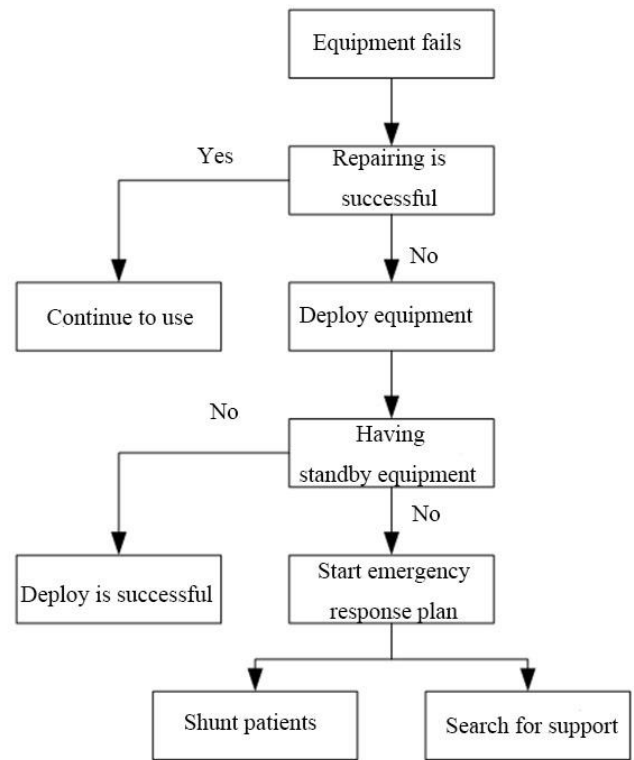 Equipment fails
Yes
Repairing is
successful
No
Continue to use
Deploy equipment
No
Having
standby equipment
No
Deploy is successful
Start emergency
response plan
Shunt patients
Search for support